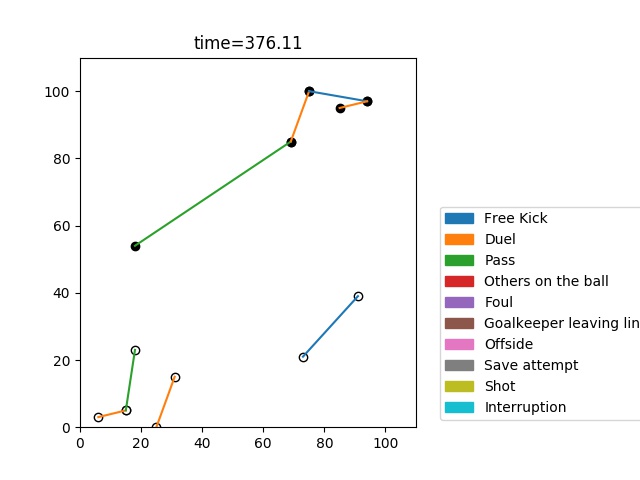 time=376.11
100
80
60
40
20
0
0 20 40 60 80 100
Free Kick
Duel
Pass
Others on the ball
Foul
Goalkeeper leaving lin
Offside
Save attempt
Shot
Interruption